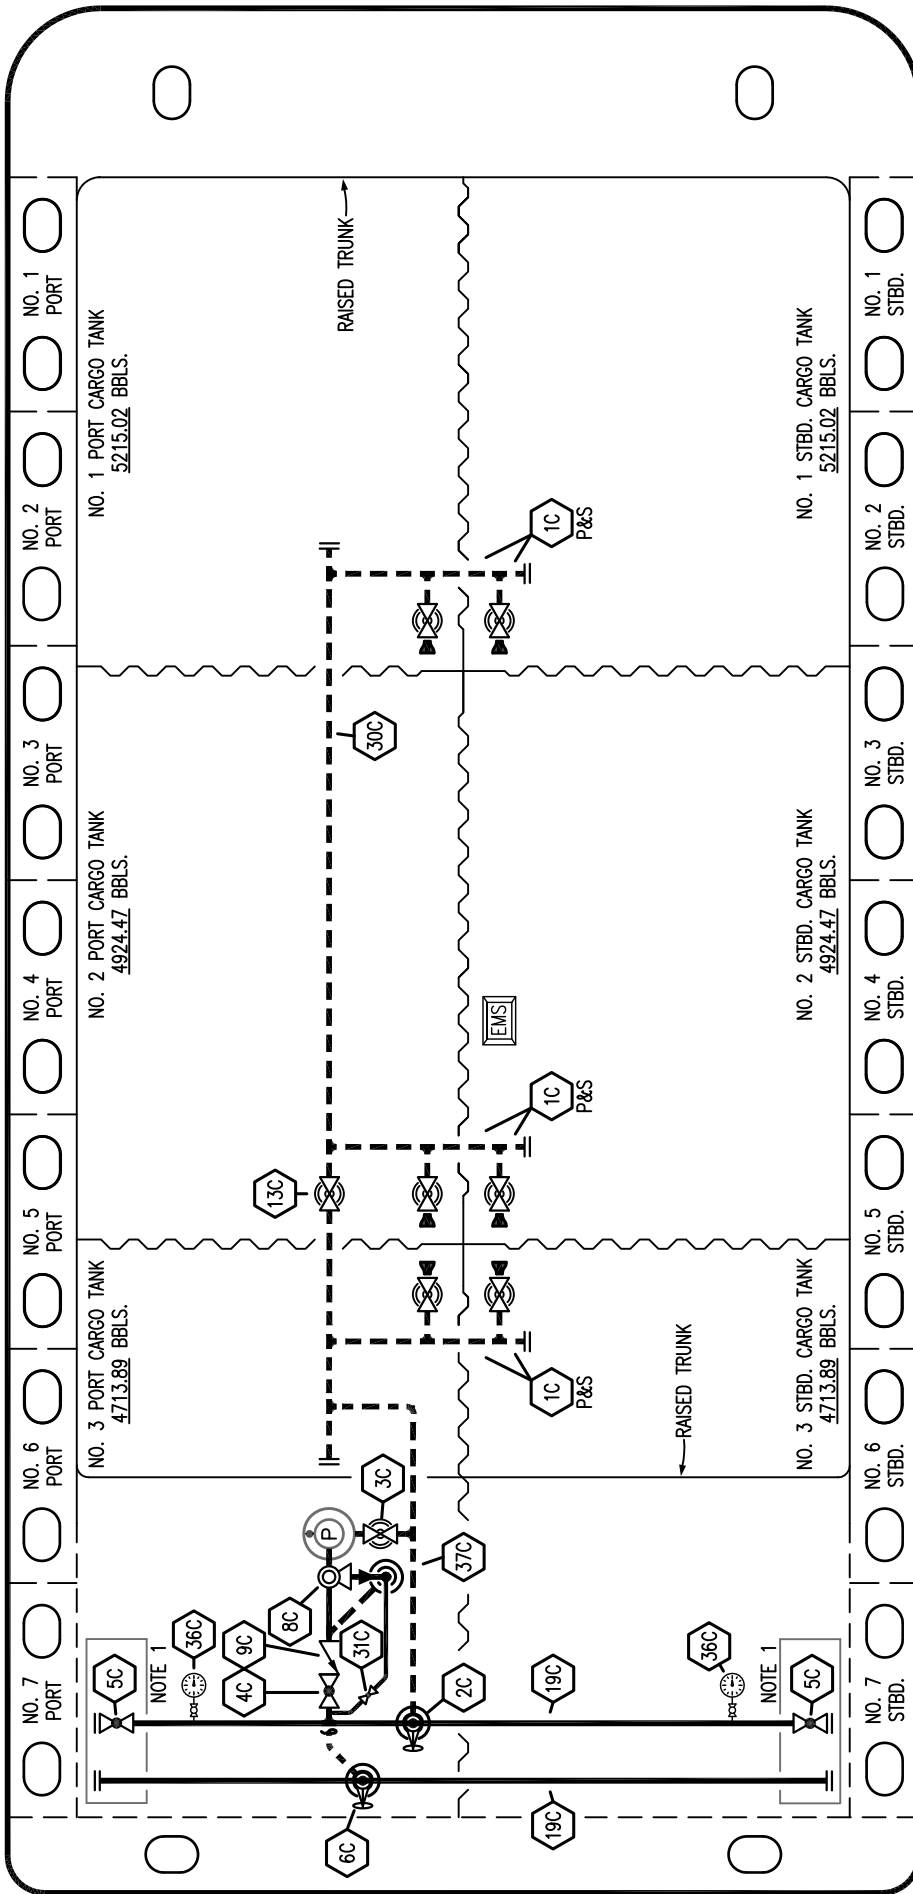 NO. 7
PORT
NO. 6
PORT
NO. 5
PORT
NO. 4
PORT
NO. 3
PORT
NO. 2
PORT
NO. 1
PORT
NO. 3 PORT CARGO TANK
4713.89 BBLS.
NO. 2 PORT CARGO TANK
4924.47 BBLS.
NO. 1 PORT CARGO TANK
5215.02 BBLS.
5C
NOTE 1
36C
4C
9C
8C
P
31C
3C
6C
2C
37C
13C
30C
RAISED TRUNK
19C
19C
1C
P&S
1C
P&S
1C
P&S
EMS
RAISED TRUNK
36C
NOTE 1
5C
NO. 3 STBD. CARGO TANK
4713.89 BBLS.
NO. 2 STBD. CARGO TANK
4924.47 BBLS.
NO. 1 STBD. CARGO TANK
5215.02 BBLS.
NO. 7
STBD.
NO. 6
STBD.
NO. 5
STBD.
NO. 4
STBD.
NO. 3
STBD.
NO. 2
STBD.
NO. 1
STBD.